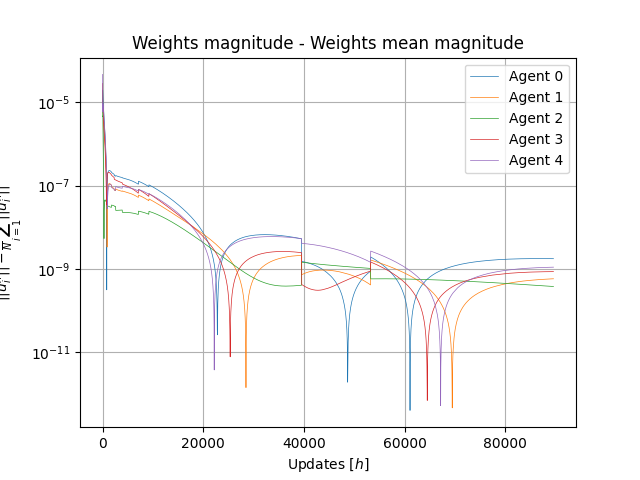 Weights magnitude - Weights mean magnitude
Agent 0
Agent 1
Agent 2
Agent 3
Agent 4
10⁻⁵
10⁻⁷
10⁻⁹
10⁻¹¹
0 20000 40000 60000 80000
Updates [h]